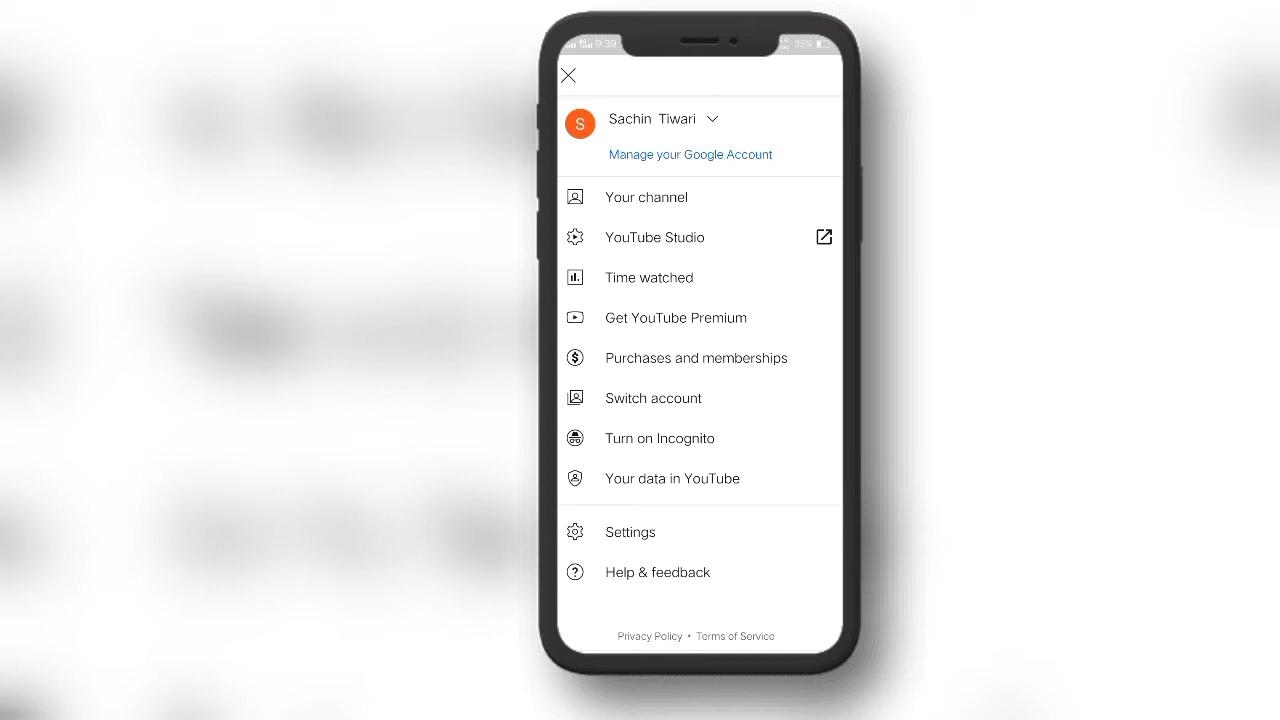 9:39 35%
S
Sachin Tiwari
Manage your Google Account
Your channel
YouTube Studio
Time watched
Get YouTube Premium
Purchases and memberships
Switch account
Turn on Incognito
Your data in YouTube
Settings
Help & feedback
Privacy Policy • Terms of Service